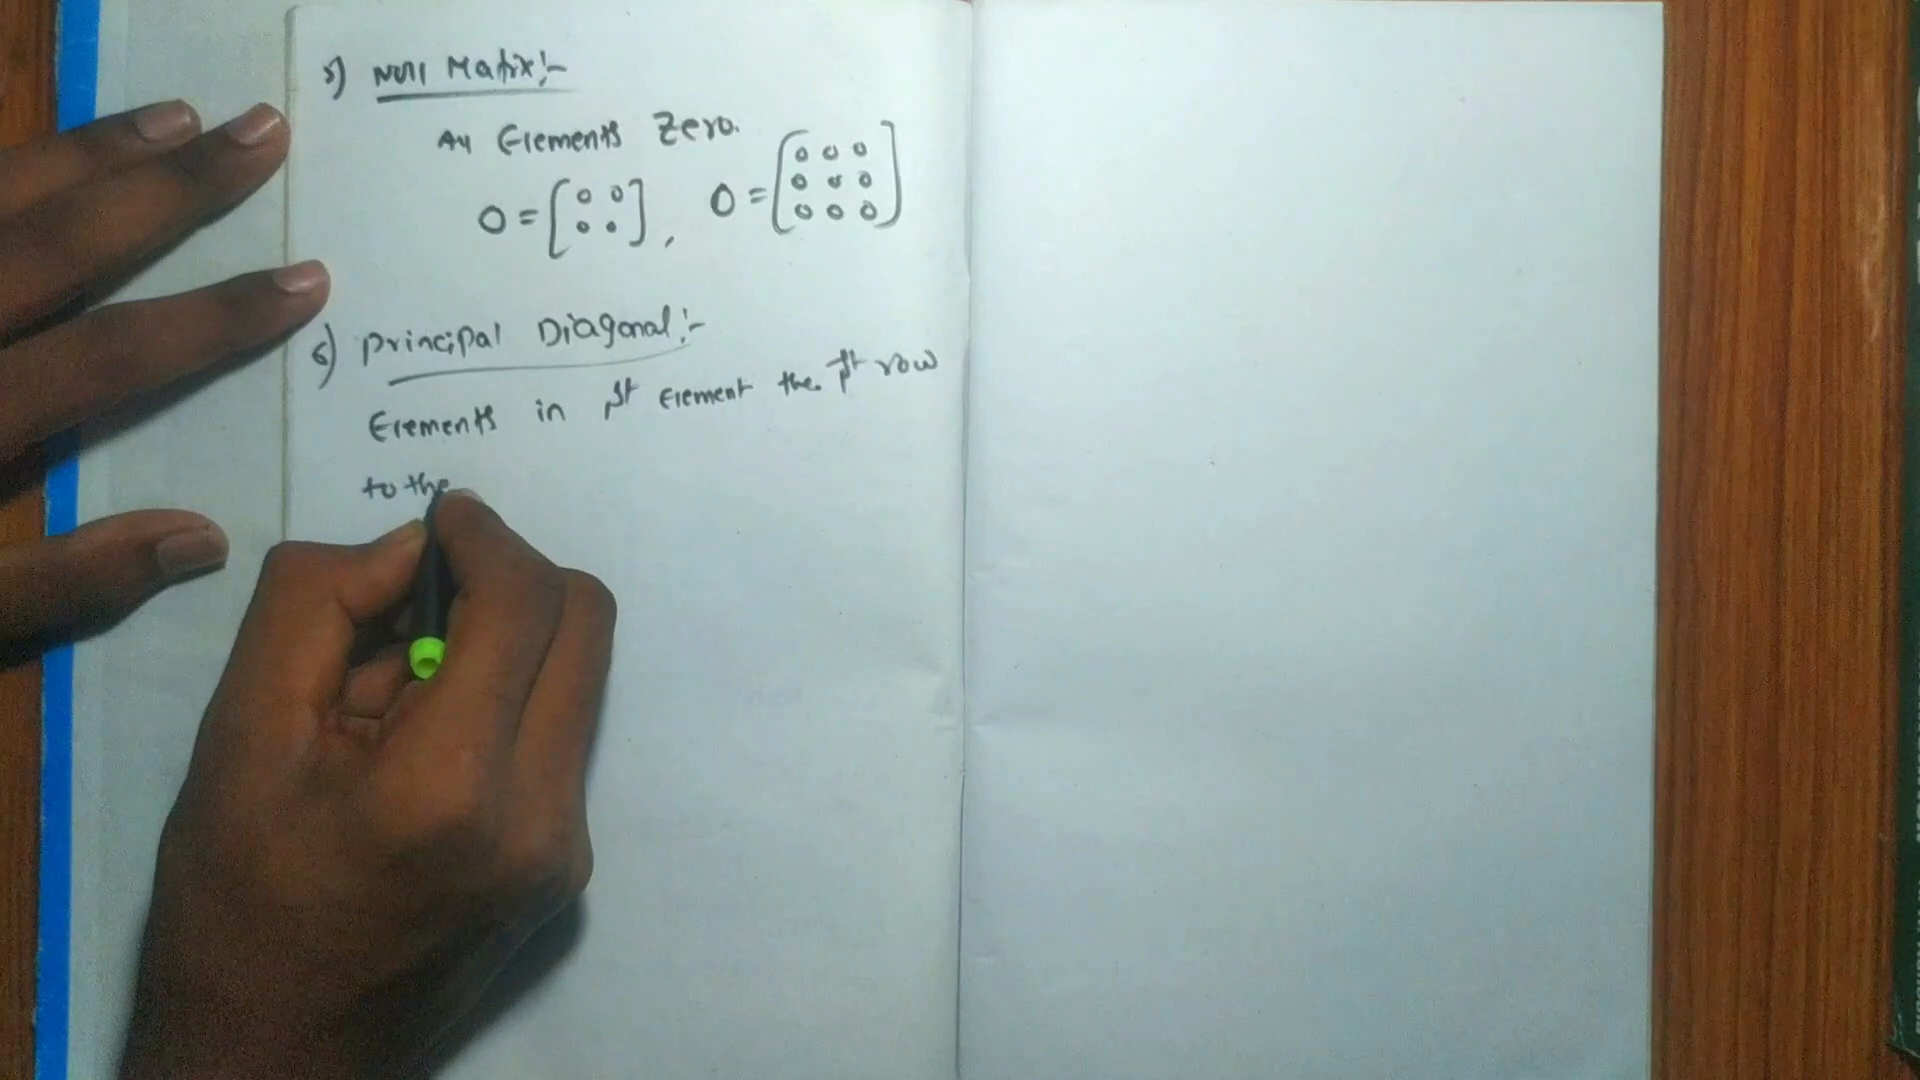 5) Null Matrix:-
All Elements Zero.
0 = [0 0
0 0], 0 = [0 0 0
0 0 0
0 0 0]
6) Principal Diagonal:-
Elements in 1st Element the 1st row
to the